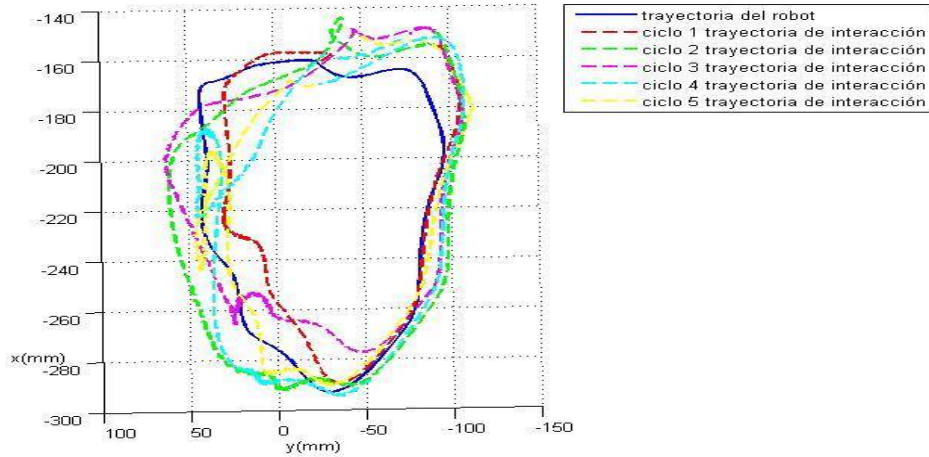 trayectoria del robot
ciclo 1 trayectoria de interacción
ciclo 2 trayectoria de interacción
ciclo 3 trayectoria de interacción
ciclo 4 trayectoria de interacción
ciclo 5 trayectoria de interacción
-140
-160
-180
-200
-220
-240
-260
x(mm)
-280
-300
100 50 0 -50 -100 -150
y(mm)